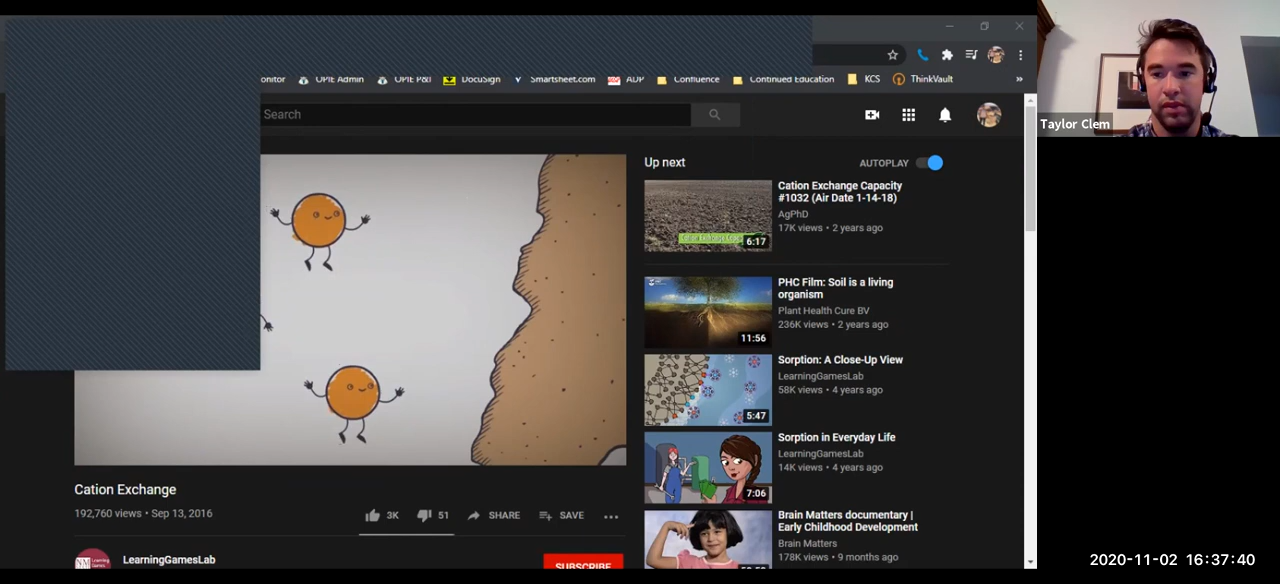 onitor OPIE Admin OPIE P&I DocuSign Smartsheet.com ADP Confluence Continued Education KCS ThinkVault »
Search
Taylor Clem
Up next AUTOPLAY
Cation Exchange Capacity
#1032 (Air Date 1-14-18)
AgPhD
17K views • 2 years ago
6:17
PHC Film: Soil is a living
organism
Plant Health Cure BV
236K views • 2 years ago
11:56
Sorption: A Close-Up View
LearningGamesLab
58K views • 4 years ago
5:47
Sorption in Everyday Life
LearningGamesLab
14K views • 4 years ago
7:06
Brain Matters documentary |
Early Childhood Development
Brain Matters
178K views • 9 months ago
Cation Exchange
192,760 views • Sep 13, 2016
3K 51 SHARE SAVE
LearningGamesLab
SUBSCRIBE
2020-11-02 16:37:40